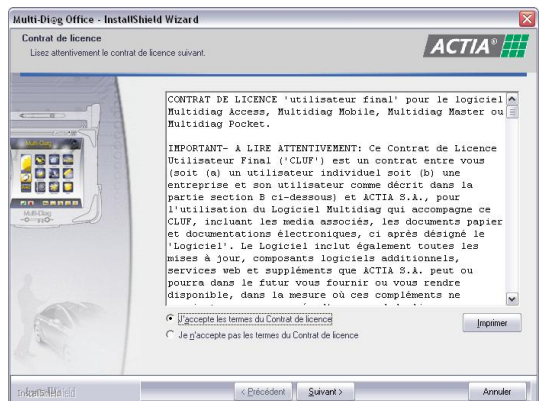 Multi-Di@g Office - InstallShield Wizard
Contrat de licence
Lisez attentivement le contrat de licence suivant.
ACTIA®
CONTRAT DE LICENCE 'utilisateur final' pour le logiciel
Multidiag Access, Multidiag Mobile, Multidiag Master ou
Multidiag Pocket.
IMPORTANT- A LIRE ATTENTIVEMENT: Ce Contrat de Licence
Utilisateur Final ('CLUF') est un contrat entre vous
(soit (a) un utilisateur individuel soit (b) une
entreprise et son utilisateur comme décrit dans la
partie section B ci-dessous) et ACTIA S.A., pour
l'utilisation du Logiciel Multidiag qui accompagne ce
CLUF, incluant les media associés, les documents papier
et documentations électroniques, ci après désigné le
'Logiciel'. Le Logiciel inclut également toutes les
mises à jour, composants logiciels additionnels,
services web et suppléments que ACTIA S.A. peut ou
pourra dans le futur vous fournir ou vous rendre
disponible, dans la mesure où ces compléments ne
Multi-Diag
J'accepte les termes du Contrat de licence
Je n'accepte pas les termes du Contrat de licence
Imprimer
InstallShield
< Précédent
Suivant >
Annuler